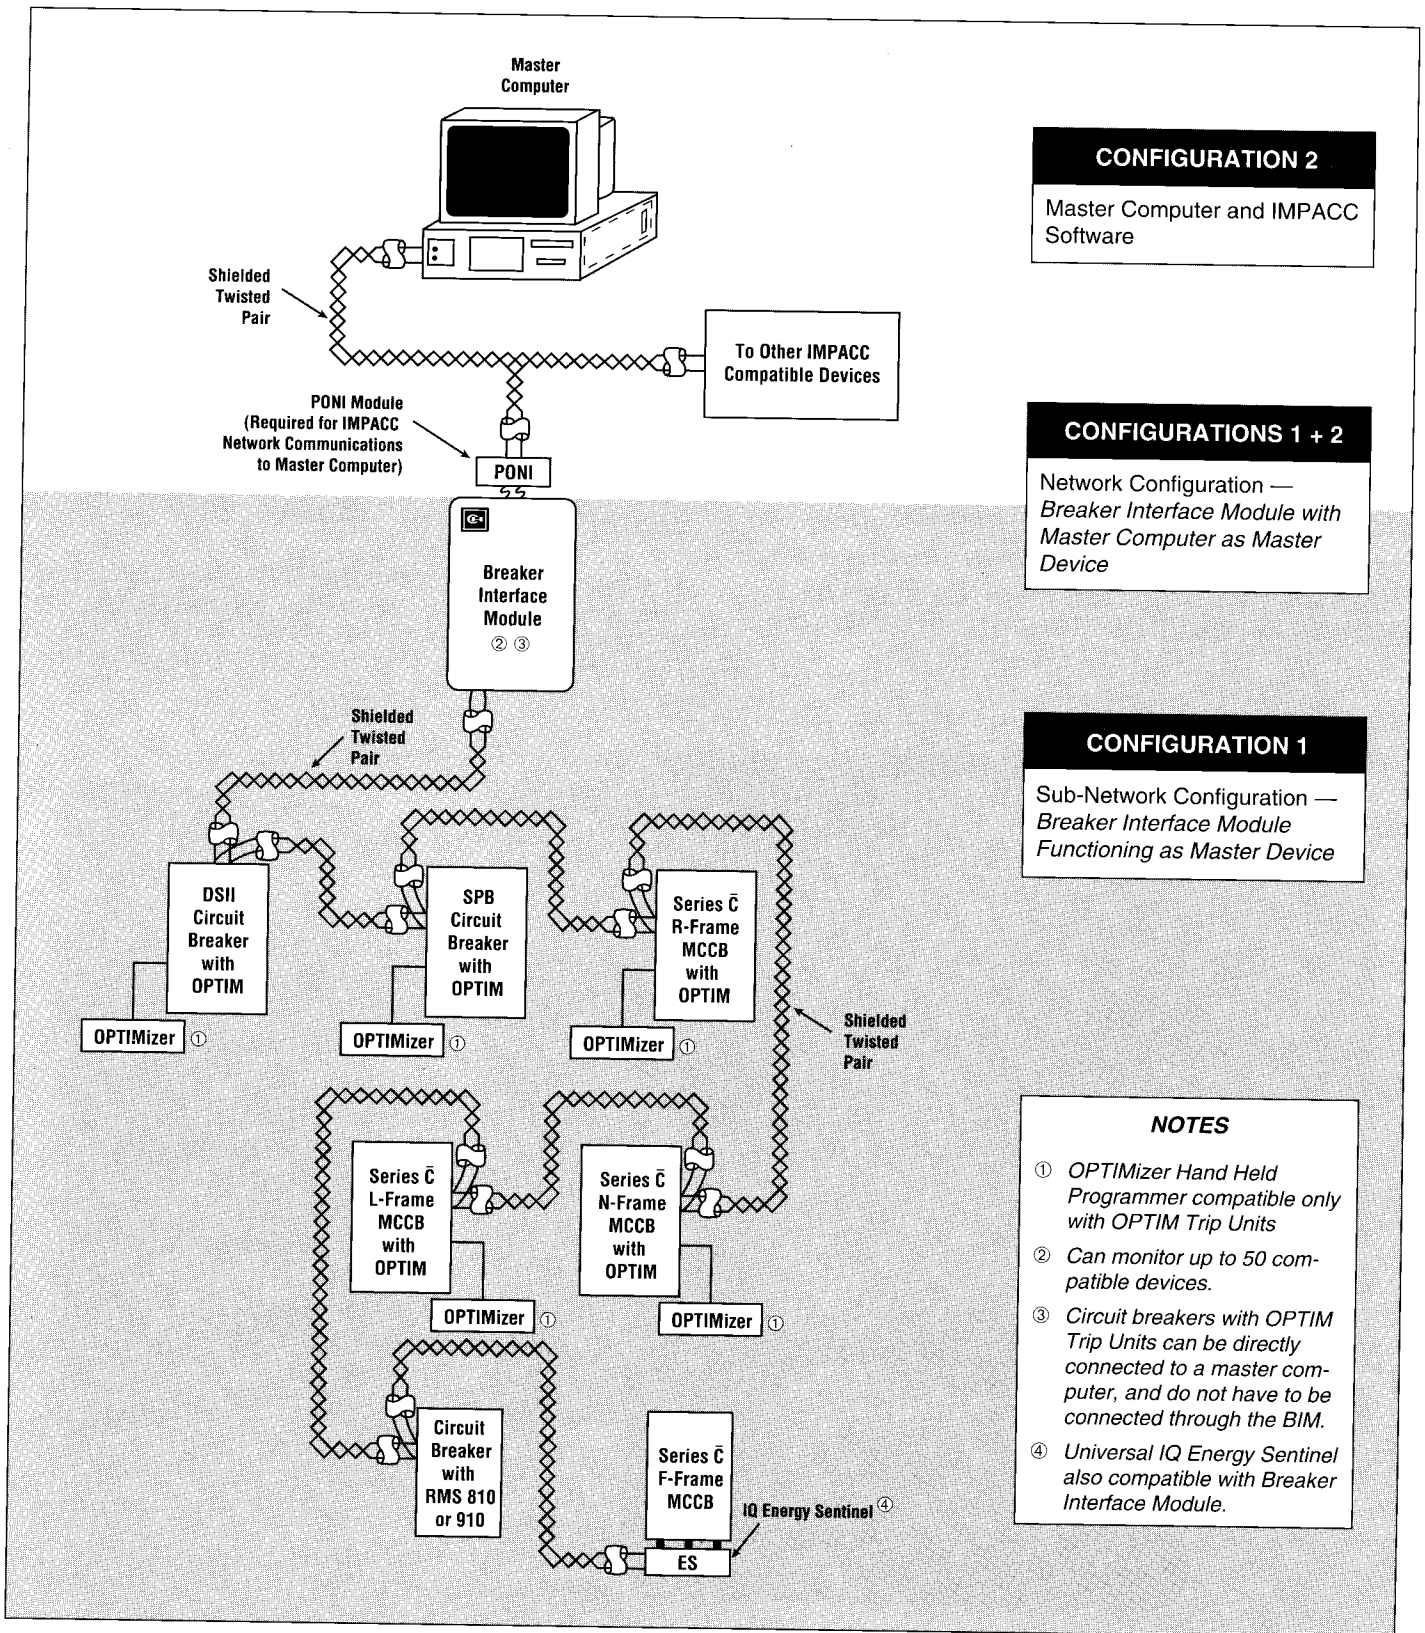 Master
Computer
CONFIGURATION 2
Master Computer and IMPACC
Software
Shielded
Twisted
Pair
To Other IMPACC
Compatible Devices
PONI Module
(Required for IMPACC
Network Communications
to Master Computer)
PONI
CONFIGURATIONS 1 + 2
Network Configuration —
Breaker Interface Module with
Master Computer as Master
Device
Breaker
Interface
Module
② ③
Shielded
Twisted
Pair
CONFIGURATION 1
Sub-Network Configuration —
Breaker Interface Module
Functioning as Master Device
DSII
Circuit
Breaker
with
OPTIM
OPTIMizer ①
SPB
Circuit
Breaker
with
OPTIM
OPTIMizer ①
Series C̄
R-Frame
MCCB
with
OPTIM
OPTIMizer ①
Shielded
Twisted
Pair
Series C̄
L-Frame
MCCB
with
OPTIM
OPTIMizer ①
Series C̄
N-Frame
MCCB
with
OPTIM
OPTIMizer ①
Circuit
Breaker
with
RMS 810
or 910
Series C̄
F-Frame
MCCB
IQ Energy Sentinel ④
ES
NOTES
① OPTIMizer Hand Held
Programmer compatible only
with OPTIM Trip Units
② Can monitor up to 50 com-
patible devices.
③ Circuit breakers with OPTIM
Trip Units can be directly
connected to a master com-
puter, and do not have to be
connected through the BIM.
④ Universal IQ Energy Sentinel
also compatible with Breaker
Interface Module.